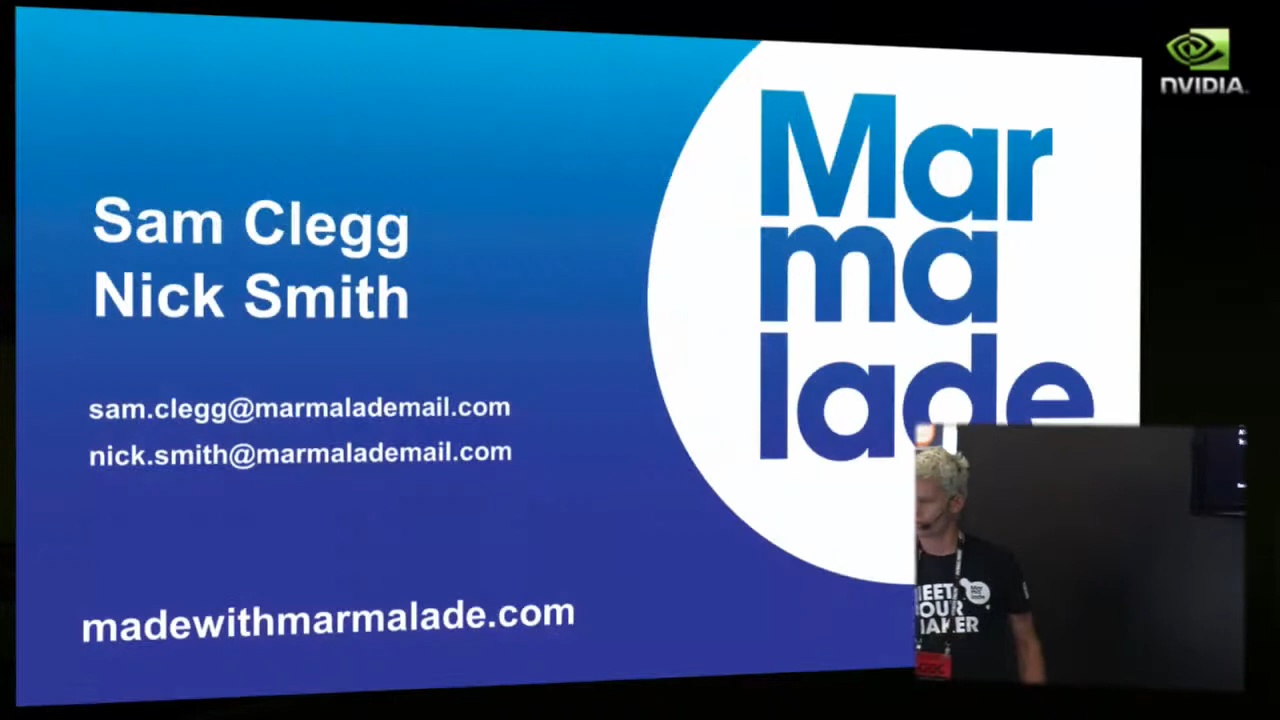 Sam Clegg
Nick Smith
sam.clegg@marmalademail.com
nick.smith@marmalademail.com
madewithmarmalade.com
Mar
ma
lade
NVIDIA